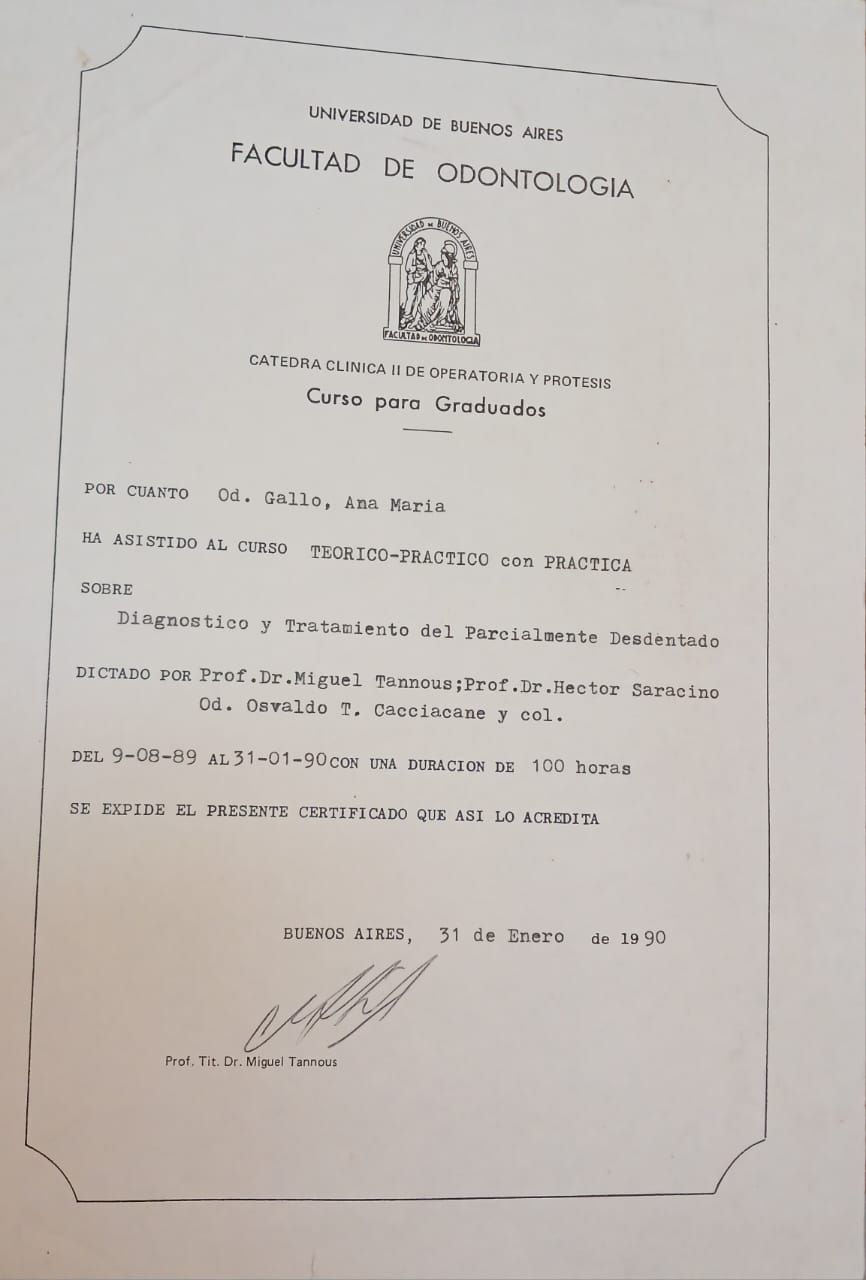 UNIVERSIDAD DE BUENOS AIRES
FACULTAD DE ODONTOLOGIA
UNIVERSIDAD DE BUENOS AIRES
FACULTAD DE ODONTOLOGIA
CATEDRA CLINICA II DE OPERATORIA Y PROTESIS
Curso para Graduados
POR CUANTO Od. Gallo, Ana Maria
HA ASISTIDO AL CURSO TEORICO-PRACTICO con PRACTICA
SOBRE
Diagnostico y Tratamiento del Parcialmente Desdentado
DICTADO POR Prof.Dr.Miguel Tannous;Prof.Dr.Hector Saracino
Od. Osvaldo T. Cacciacane y col.
DEL 9-08-89 AL 31-01-90 CON UNA DURACION DE 100 horas
SE EXPIDE EL PRESENTE CERTIFICADO QUE ASI LO ACREDITA
BUENOS AIRES, 31 de Enero de 1990
Prof. Tit. Dr. Miguel Tannous